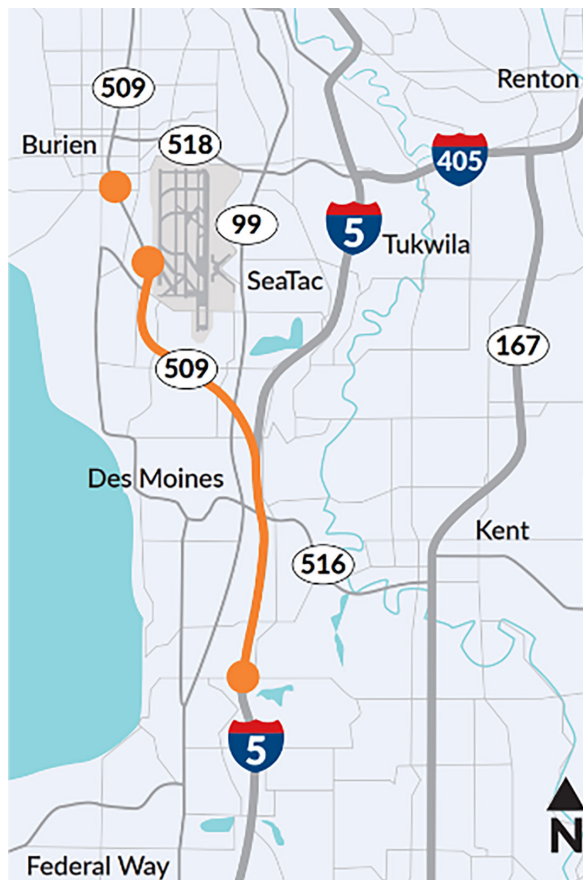 509
Renton
Burien
518
405
99
5
Tukwila
SeaTac
167
509
Des Moines
Kent
516
5
N
Federal Way